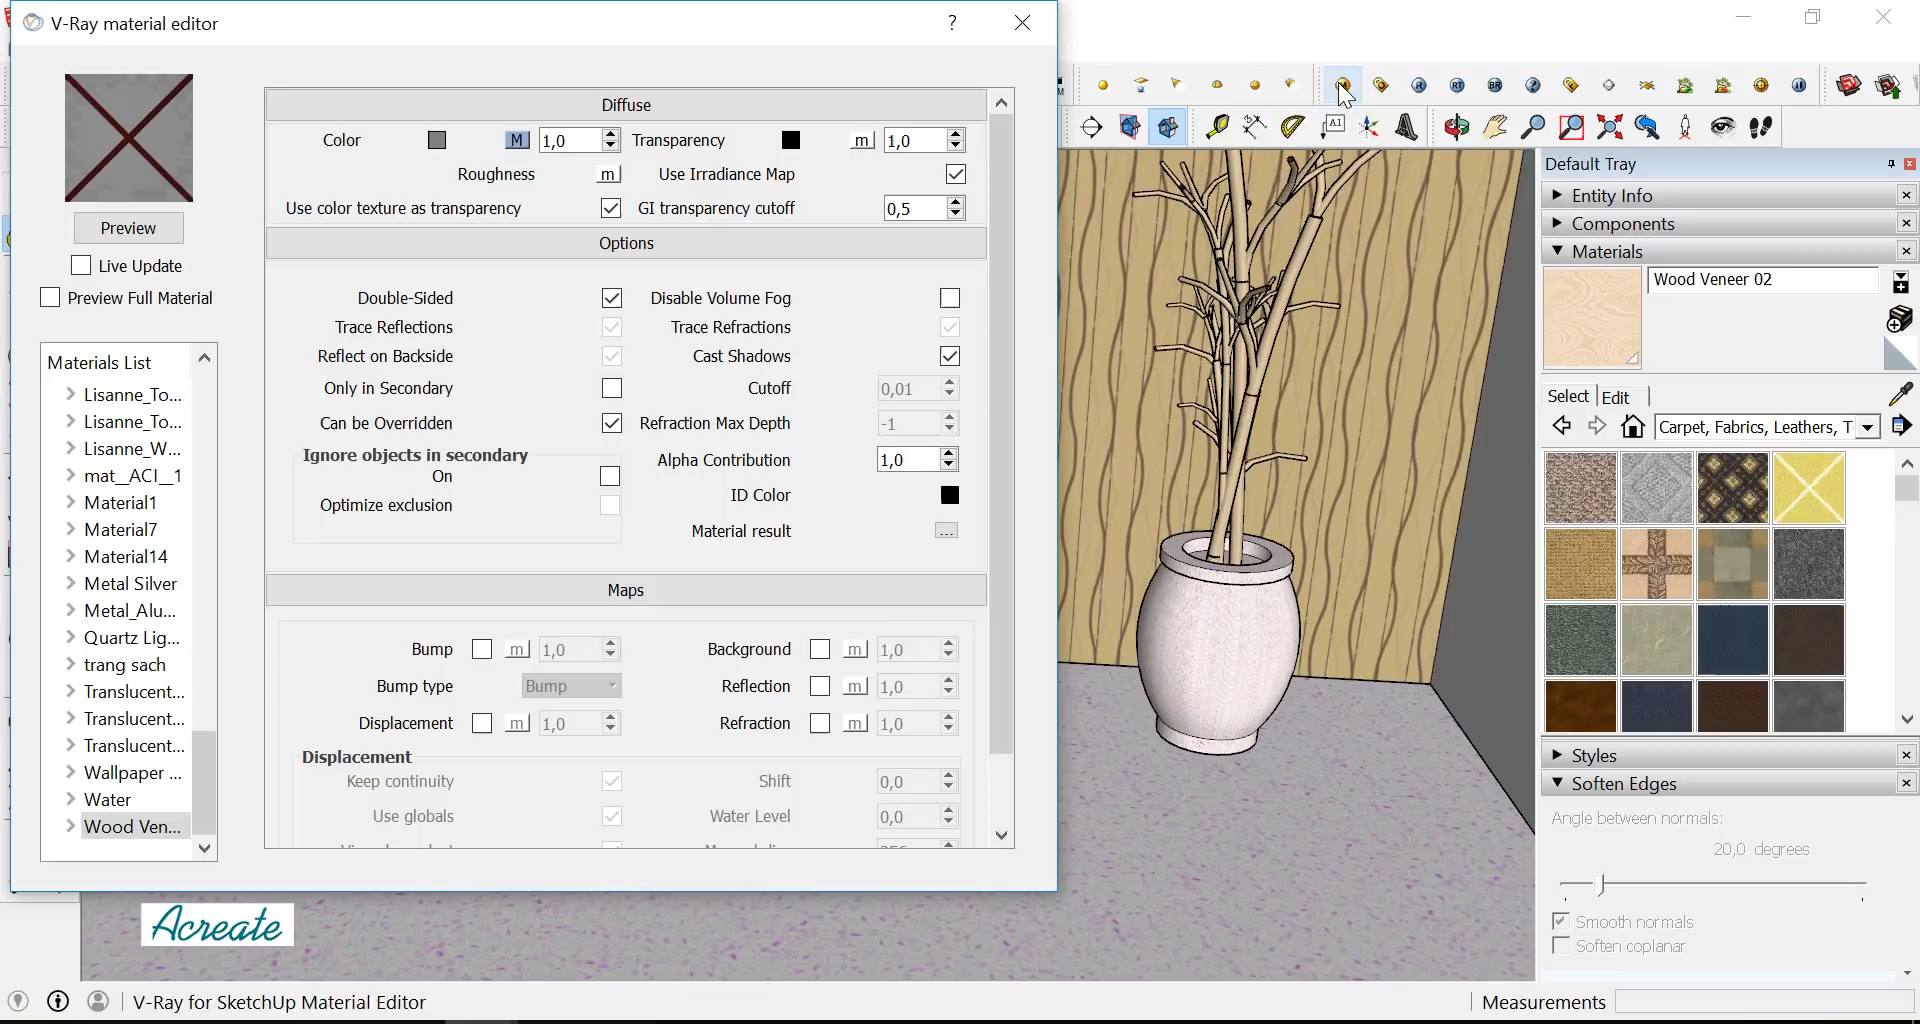 V-Ray material editor
?
Diffuse
Color M 1,0 Transparency m 1,0
Roughness m Use Irradiance Map
Use color texture as transparency GI transparency cutoff 0,5
Preview
Options
Live Update
Preview Full Material
Double-Sided Disable Volume Fog
Trace Reflections Trace Refractions
Reflect on Backside Cast Shadows
Only in Secondary Cutoff 0,01
Can be Overridden Refraction Max Depth -1
Ignore objects in secondary Alpha Contribution 1,0
On
ID Color
Optimize exclusion
Material result ...
Maps
Bump m 1,0 Background m 1,0
Bump type Bump Reflection m 1,0
Displacement m 1,0 Refraction m 1,0
Displacement
Keep continuity Shift 0,0
Use globals Water Level 0,0
Materials List
Lisanne_To...
Lisanne_To...
Lisanne_W...
mat__ACI__1
Material1
Material7
Material14
Metal Silver
Metal_Alu...
Quartz Lig...
trang sach
Translucent...
Translucent...
Translucent...
Wallpaper ...
Water
Wood Ven...
M
R RT BR ?
A1
Default Tray
Entity Info
Components
Materials
Wood Veneer 02
Select Edit
Carpet, Fabrics, Leathers, T
Styles
Soften Edges
Angle between normals:
20,0 degrees
Smooth normals
Soften coplanar
Acreate
V-Ray for SketchUp Material Editor
Measurements